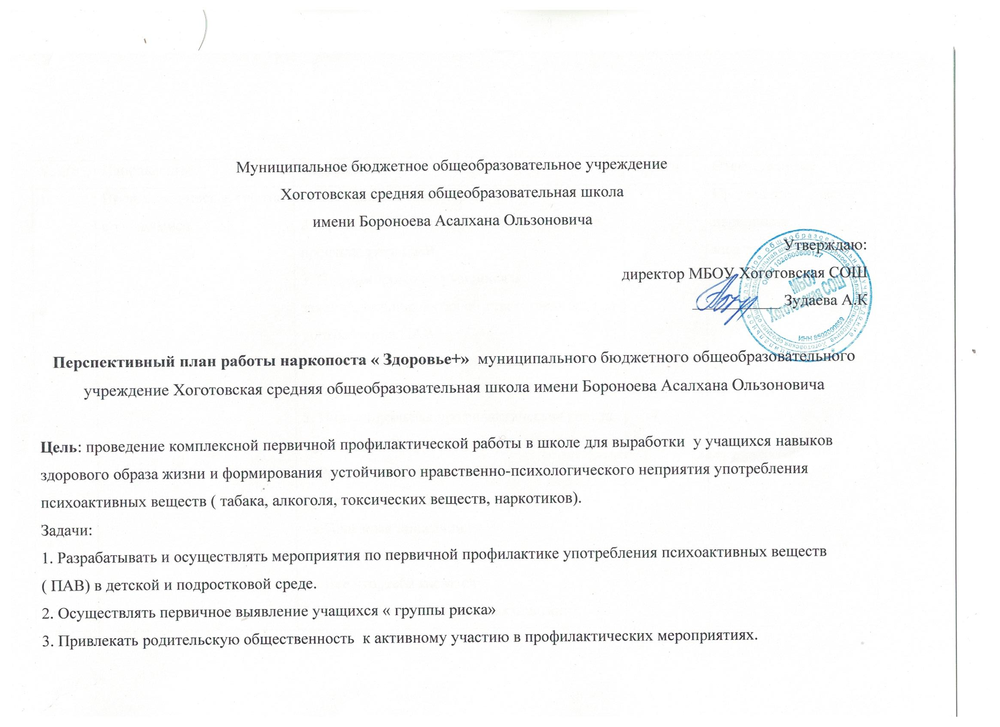 Муниципальное бюджетное общеобразовательное учреждение
Хоготовская средняя общеобразовательная школа
имени Бороноева Асалхана Ользоновича
Утверждаю:
директор МБОУ Хоготовская СОШ
Зудаева А.К
ОГРН 1028500600127
МБОУ
Хоготовская СОШ
ИНН 8502000859
Перспективный план работы наркопоста « Здоровье+» муниципального бюджетного общеобразовательного
учреждение Хоготовская средняя общеобразовательная школа имени Бороноева Асалхана Ользоновича
Цель: проведение комплексной первичной профилактической работы в школе для выработки у учащихся навыков
здорового образа жизни и формирования устойчивого нравственно-психологического неприятия употребления
психоактивных веществ ( табака, алкоголя, токсических веществ, наркотиков).
Задачи:
1. Разрабатывать и осуществлять мероприятия по первичной профилактике употребления психоактивных веществ
( ПАВ) в детской и подростковой среде.
2. Осуществлять первичное выявление учащихся « группы риска»
3. Привлекать родительскую общественность к активному участию в профилактических мероприятиях.